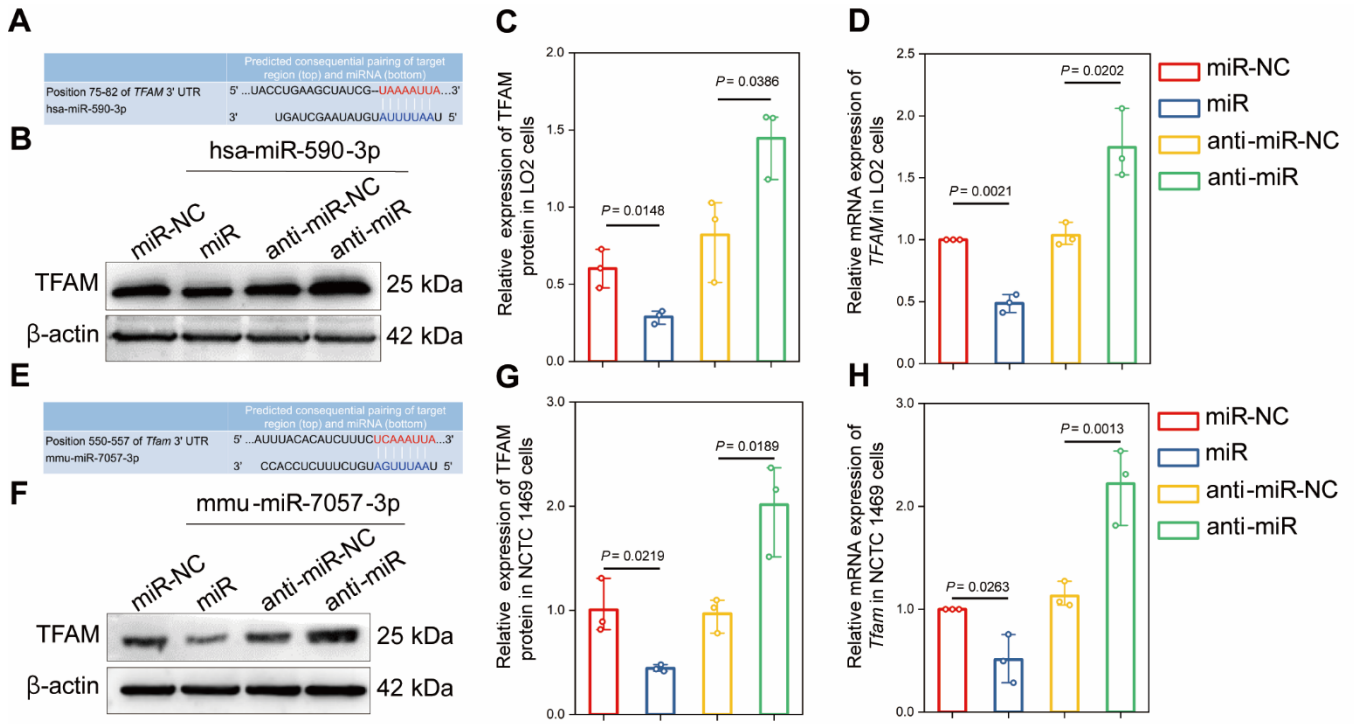 A
Predicted consequential pairing of target
region (top) and miRNA (bottom)
Position 75-82 of TFAM 3' UTR
5' ...UACCUGAAGCUAUCG--UAAAAUUA...3'
hsa-miR-590-3p
3' UGAUCGAAUAUGUAUUUUAAU 5'
B
hsa-miR-590-3p
miR-NC
miR
anti-miR-NC
anti-miR
TFAM
25 kDa
β-actin
42 kDa
C
Relative expression of TFAM
protein in LO2 cells
2.0
1.5
1.0
0.5
0.0
P = 0.0148
P = 0.0386
D
Relative mRNA expression of
TFAM in LO2 cells
2.5
2.0
1.5
1.0
0.5
0.0
P = 0.0021
P = 0.0202
miR-NC
miR
anti-miR-NC
anti-miR
E
Predicted consequential pairing of target
region (top) and miRNA (bottom)
Position 550-557 of Tfam 3' UTR
5' ...AUUUACACAUCUUUCUCAAAUUA...3'
mmu-miR-7057-3p
3' CCACCUCUUUCUGUAGUUUAAU 5'
F
mmu-miR-7057-3p
miR-NC
miR
anti-miR-NC
anti-miR
TFAM
25 kDa
β-actin
42 kDa
G
Relative expression of TFAM
protein in NCTC 1469 cells
3.0
2.0
1.0
0.0
P = 0.0219
P = 0.0189
H
Relative mRNA expression of
Tfam in NCTC 1469 cells
3.0
2.0
1.0
0.0
P = 0.0263
P = 0.0013
miR-NC
miR
anti-miR-NC
anti-miR